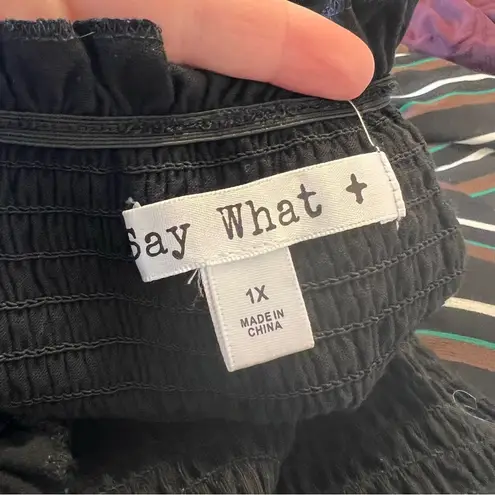 Say What +
1X
MADE IN
CHINA